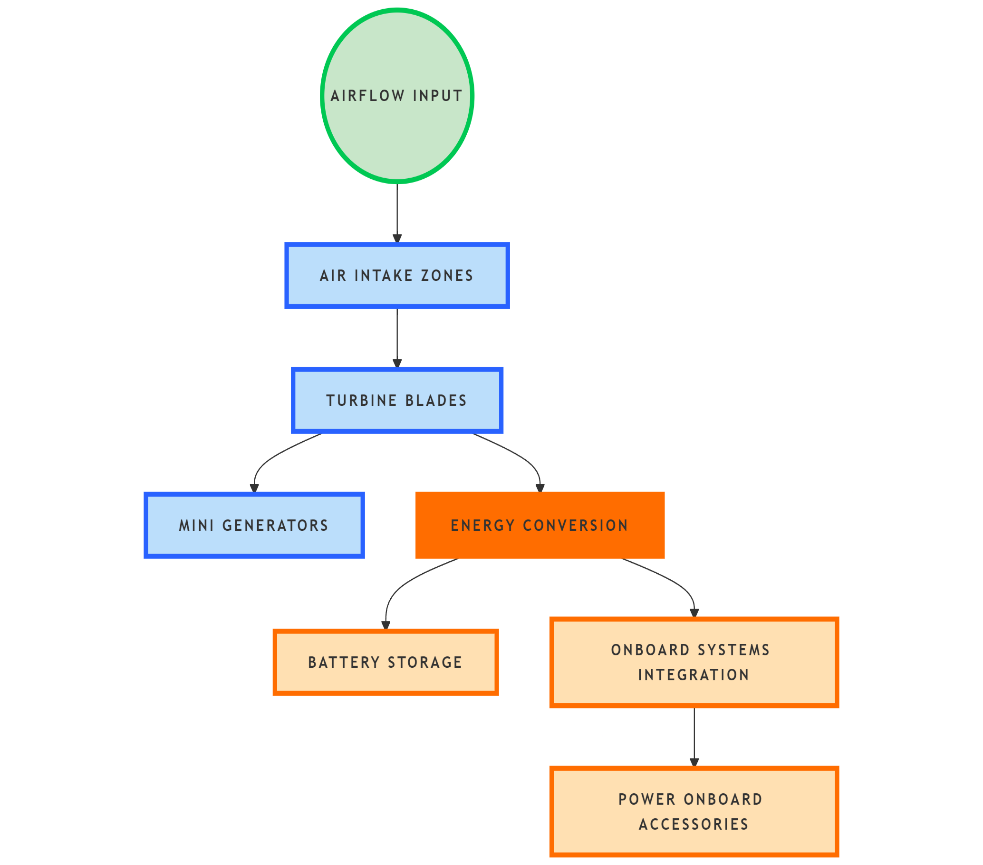 AIRFLOW INPUT
AIR INTAKE ZONES
TURBINE BLADES
MINI GENERATORS
ENERGY CONVERSION
BATTERY STORAGE
ONBOARD SYSTEMS
INTEGRATION
POWER ONBOARD
ACCESSORIES